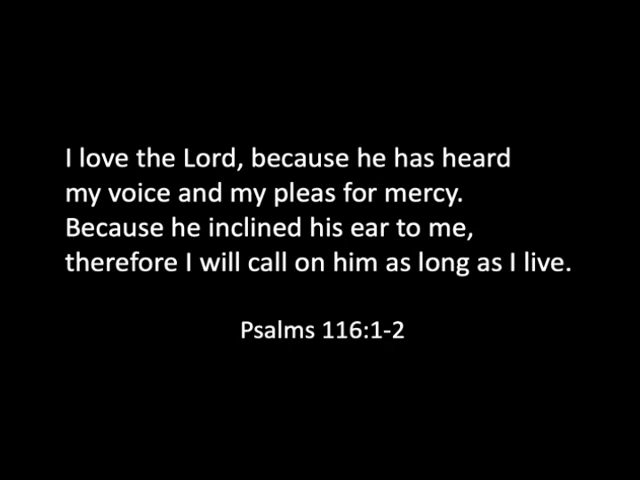 I love the Lord, because he has heard
my voice and my pleas for mercy.
Because he inclined his ear to me,
therefore I will call on him as long as I live.
Psalms 116:1-2